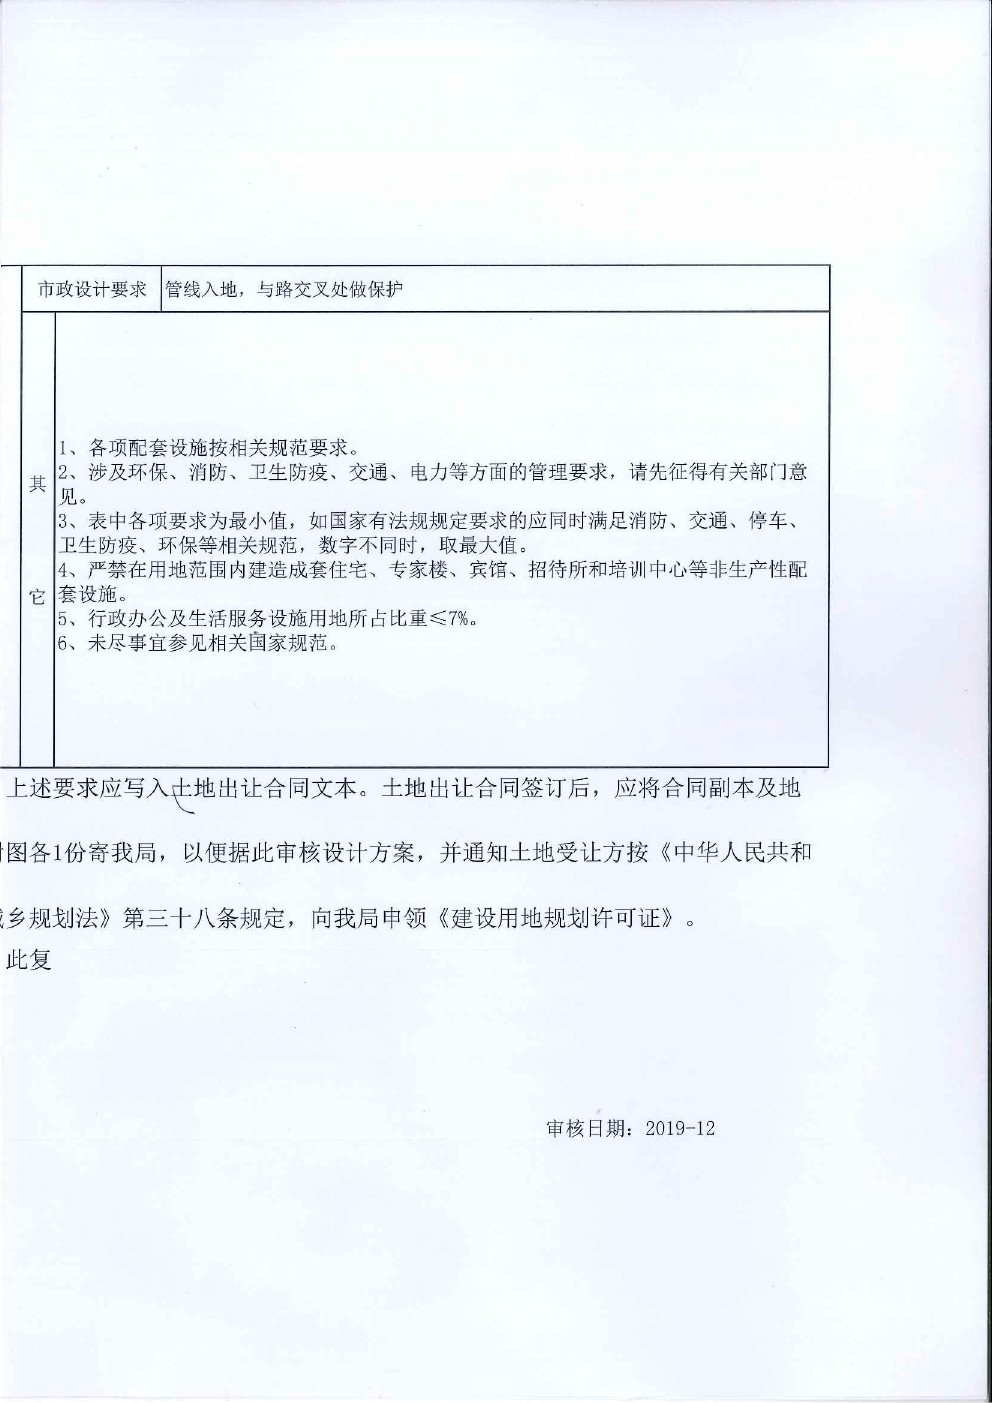 市政设计要求 管线入地，与路交叉处做保护
其
它
1、各项配套设施按相关规范要求。
2、涉及环保、消防、卫生防疫、交通、电力等方面的管理要求，请先征得有关部门意
见。
3、表中各项要求为最小值，如国家有法规规定要求的应同时满足消防、交通、停车、
卫生防疫、环保等相关规范，数字不同时，取最大值。
4、严禁在用地范围内建造成套住宅、专家楼、宾馆、招待所和培训中心等非生产性配
套设施。
5、行政办公及生活服务设施用地所占比重≤7%。
6、未尽事宜参见相关国家规范。
上述要求应写入土地出让合同文本。土地出让合同签订后，应将合同副本及地
图各1份寄我局，以便据此审核设计方案，并通知土地受让方按《中华人民共和
乡规划法》第三十八条规定，向我局申领《建设用地规划许可证》。
此复
审核日期：2019-12